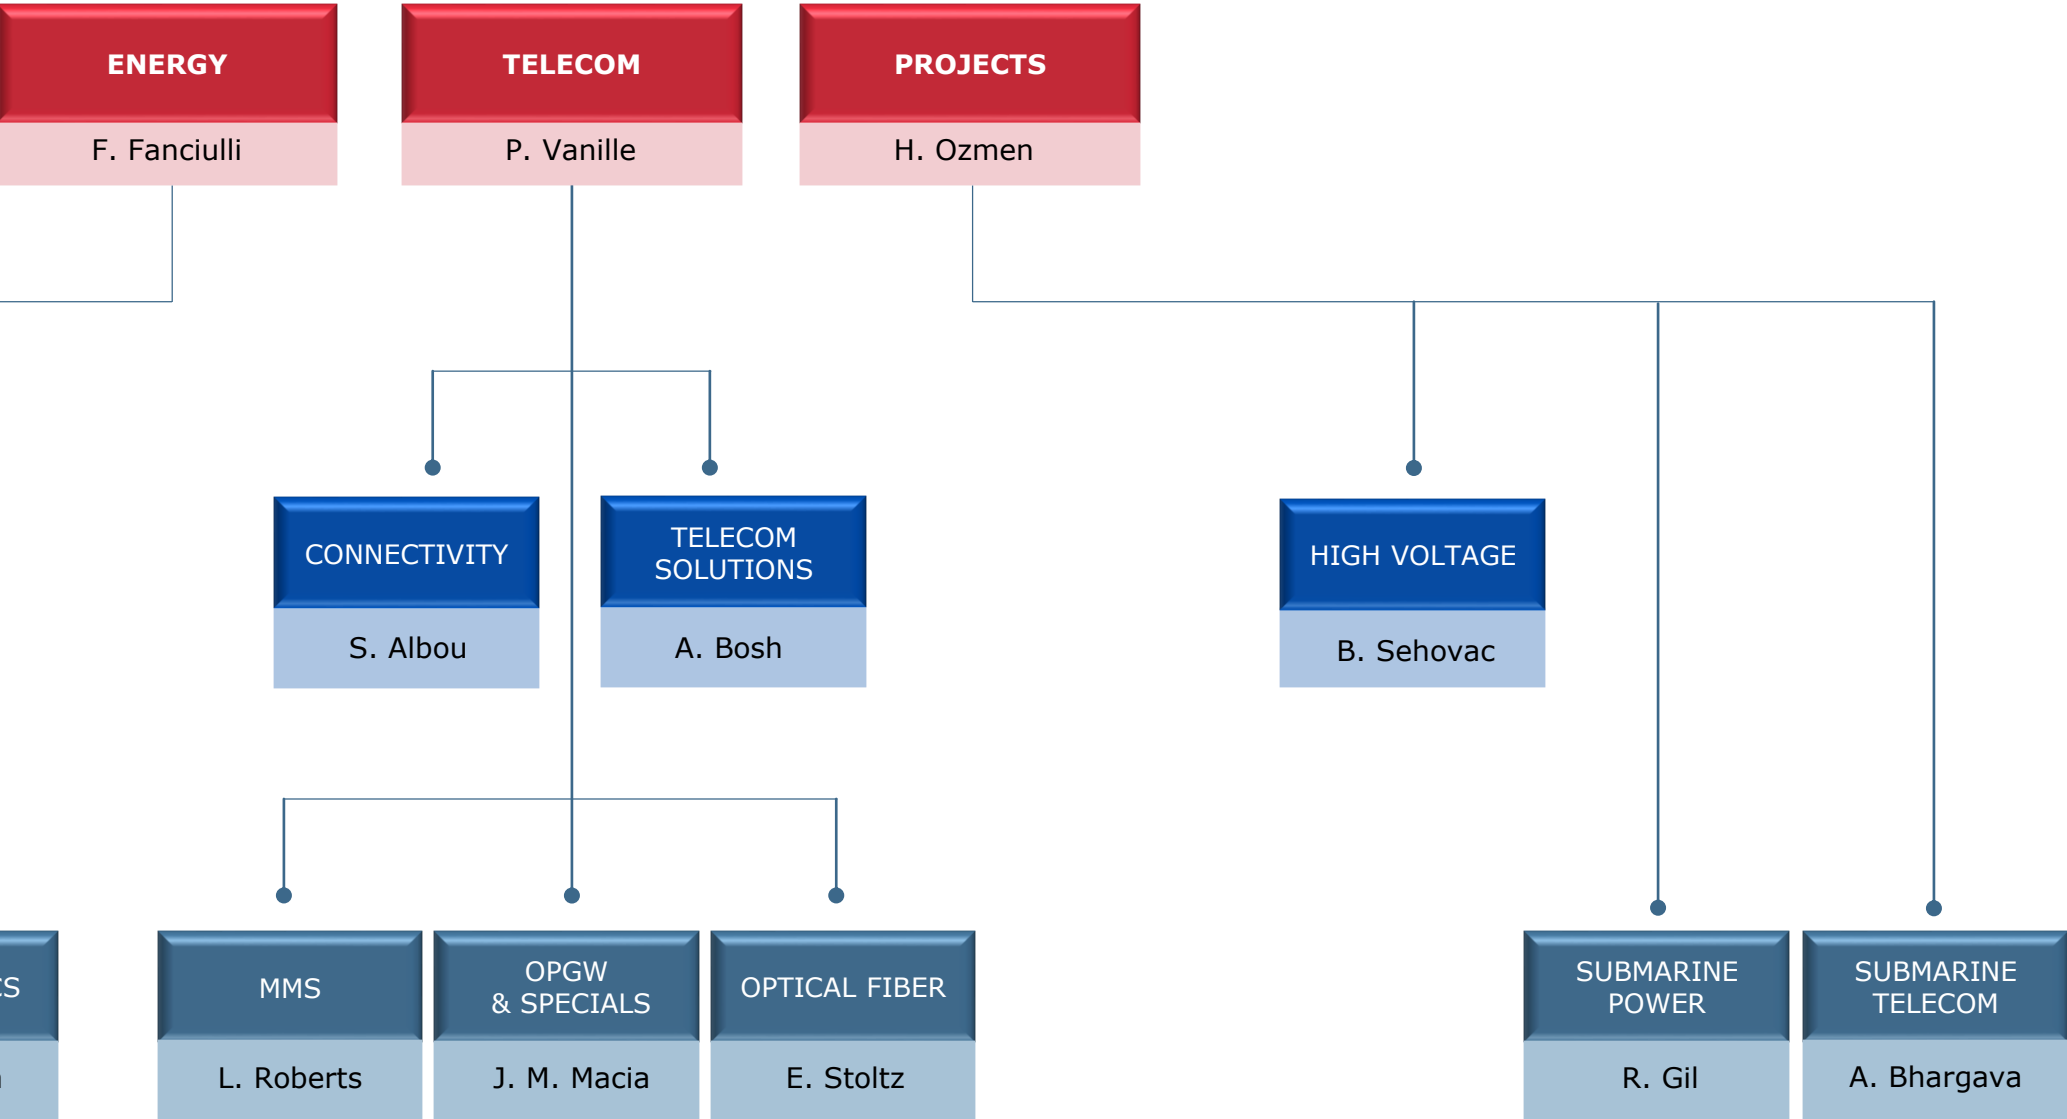 ENERGY
F. Fanciulli
TELECOM
P. Vanille
PROJECTS
H. Ozmen
CONNECTIVITY
S. Albou
TELECOM
SOLUTIONS
A. Bosh
HIGH VOLTAGE
B. Sehovac
MMS
L. Roberts
OPGW
& SPECIALS
J. M. Macia
OPTICAL FIBER
E. Stoltz
SUBMARINE
POWER
R. Gil
SUBMARINE
TELECOM
A. Bhargava